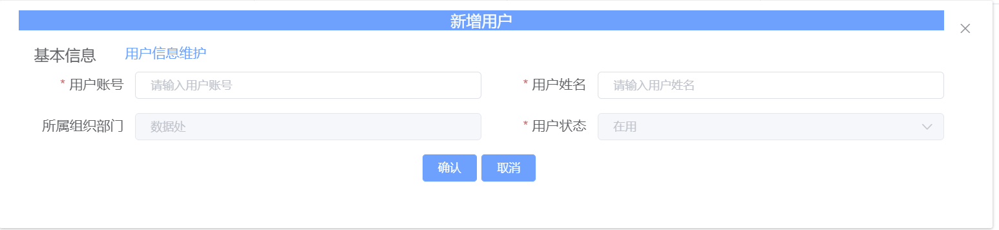 新增用户
基本信息 用户信息维护
* 用户账号 请输入用户账号 * 用户姓名 请输入用户姓名
所属组织部门 数据处 * 用户状态 在用
确认 取消